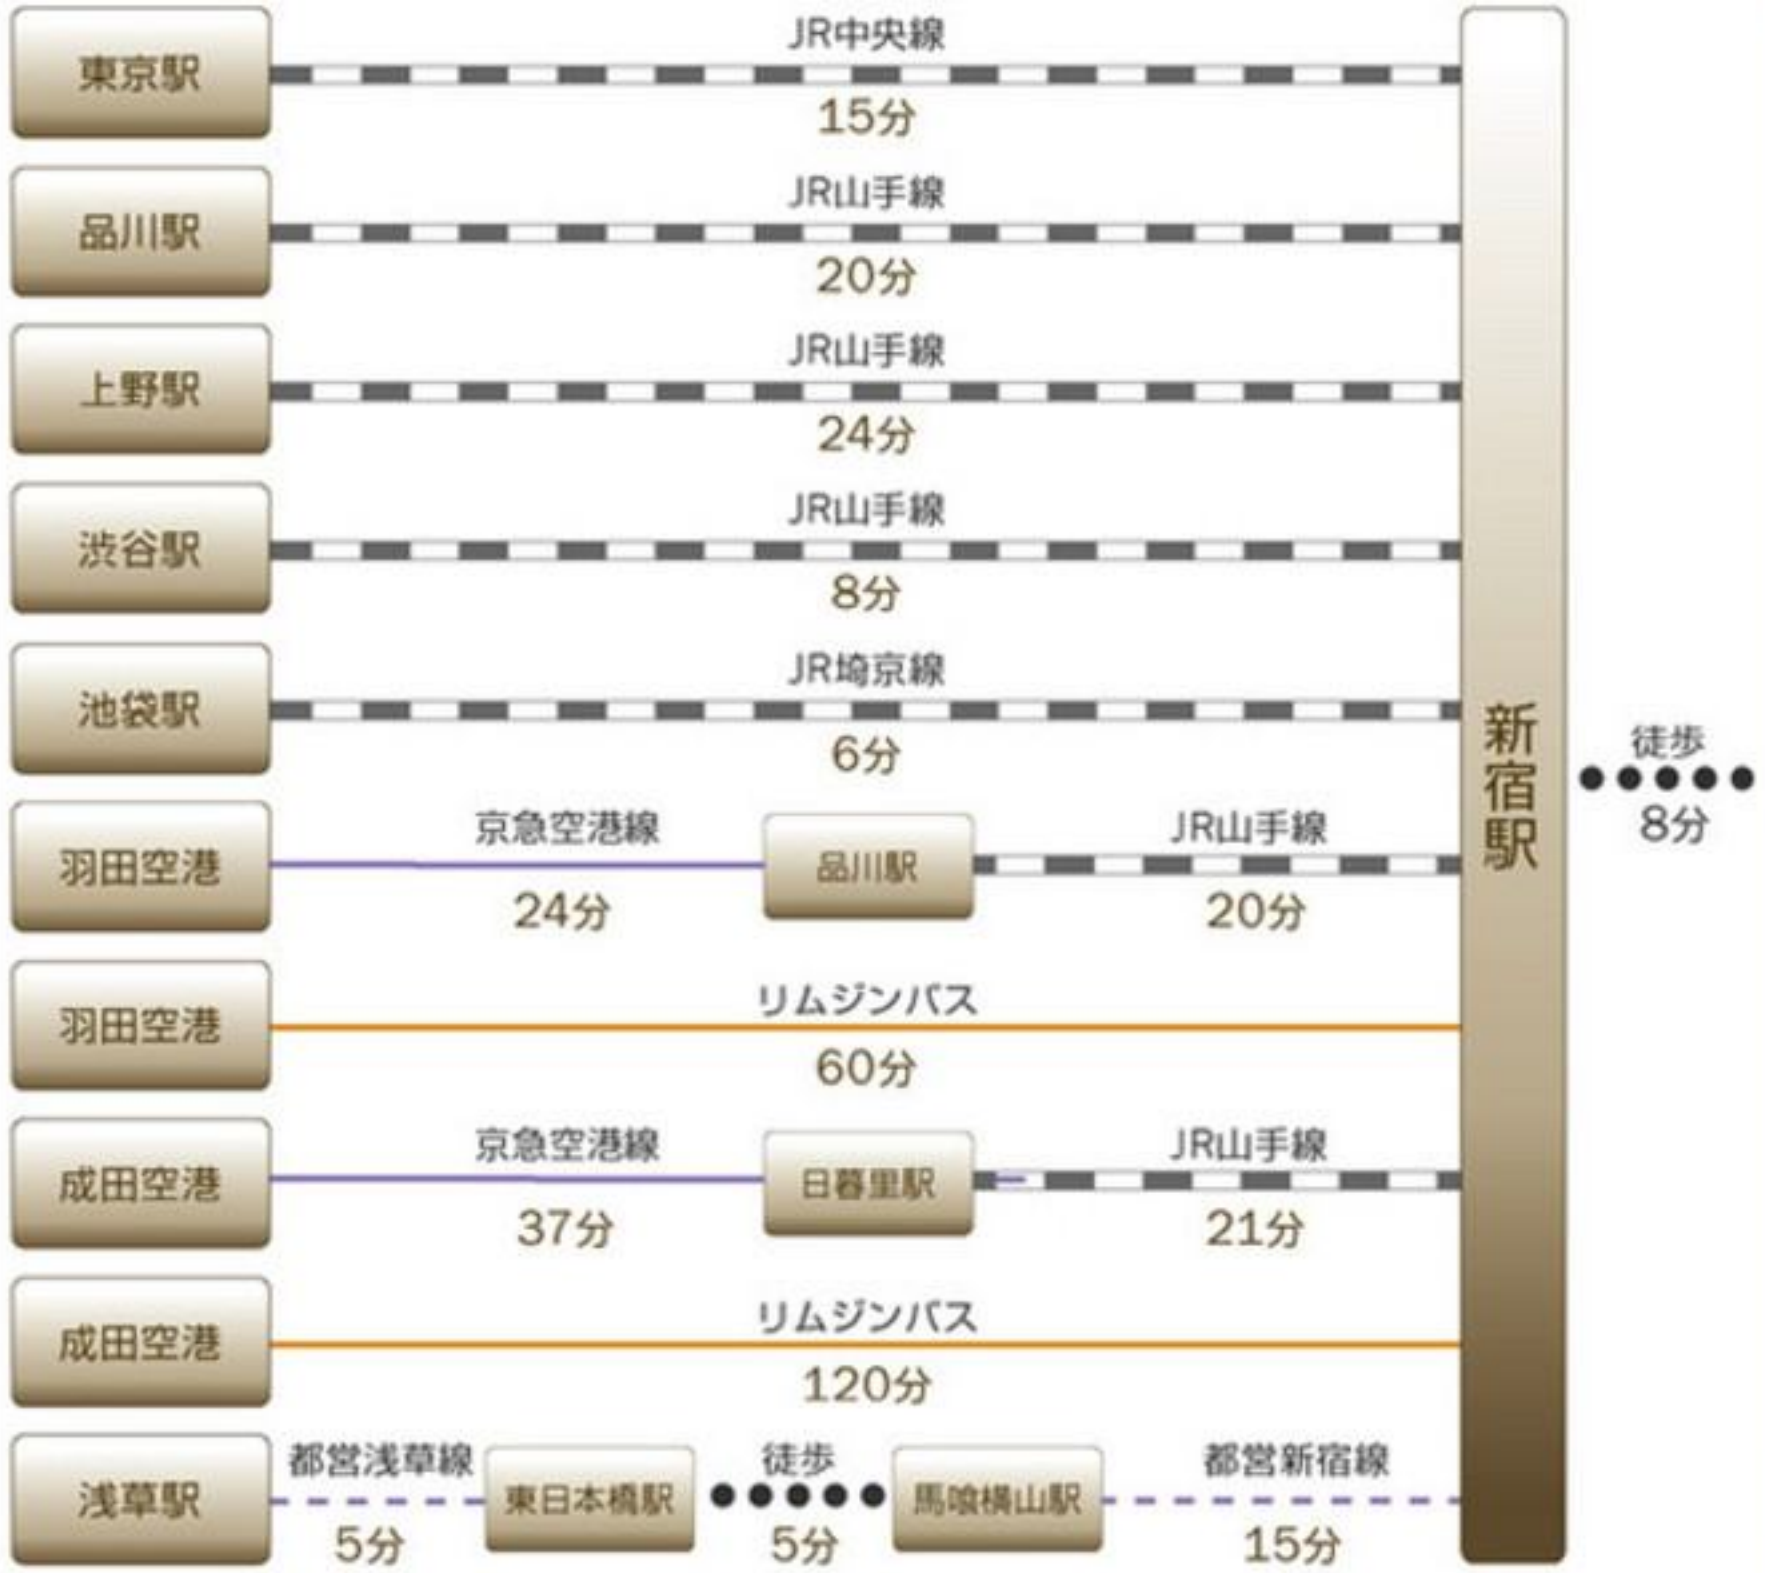 JR中央線
東京駅
15分
JR山手線
品川駅
20分
JR山手線
上野駅
24分
JR山手線
渋谷駅
8分
JR埼京線
池袋駅
6分
新宿駅
徒歩
8分
京急空港線
JR山手線
羽田空港
品川駅
24分
20分
リムジンバス
羽田空港
60分
京急空港線
JR山手線
成田空港
日暮里駅
37分
21分
リムジンバス
成田空港
120分
都営浅草線
徒歩
都営新宿線
浅草駅
東日本橋駅
馬喰横山駅
5分
5分
15分